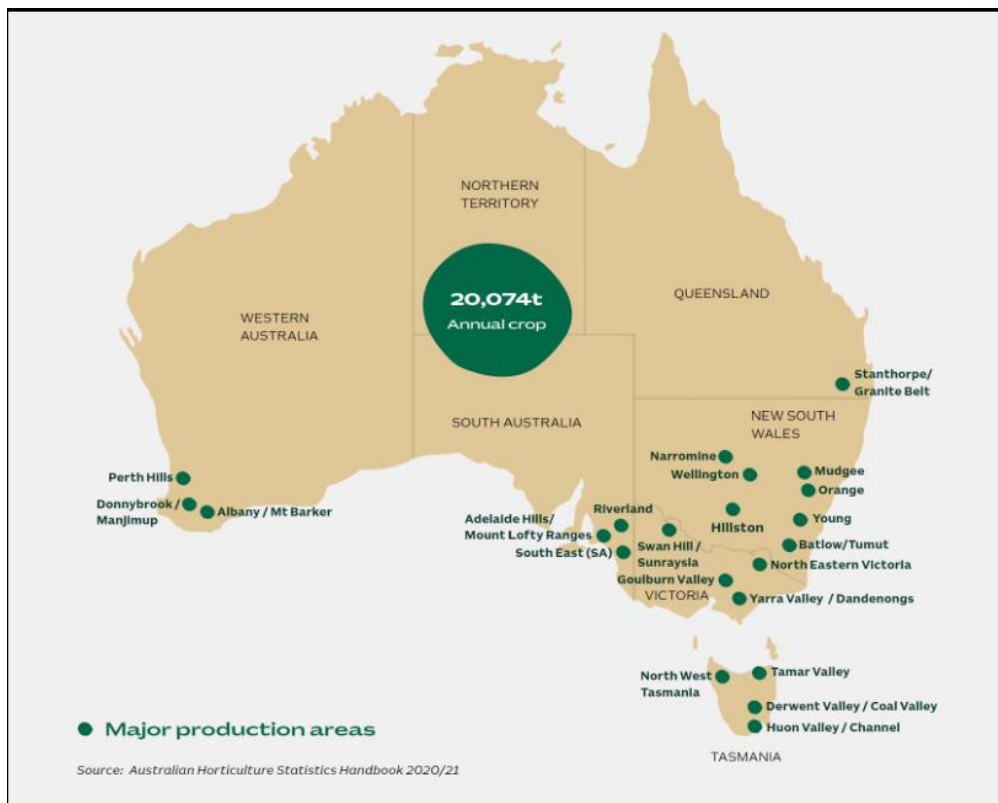 NORTHERN
TERRITORY
20,074t
Annual crop
QUEENSLAND
WESTERN
AUSTRALIA
Stanthorpe/
Granite Belt
SOUTH AUSTRALIA
NEW SOUTH
WALES
Narromine
Wellington
Mudgee
Orange
Perth Hills
Donnybrook /
Manjimup
Albany / Mt Barker
Riverland
Adelaide Hills/
Mount Lofty Ranges
South East (SA)
Hillston
Young
Swan Hill /
Sunraysia
Batlow/Tumut
North Eastern Victoria
Goulburn Valley
VICTORIA
Yarra Valley / Dandenongs
North West
Tasmania
Tamar Valley
Derwent Valley / Coal Valley
Huon Valley / Channel
TASMANIA
Major production areas
Source: Australian Horticulture Statistics Handbook 2020/21